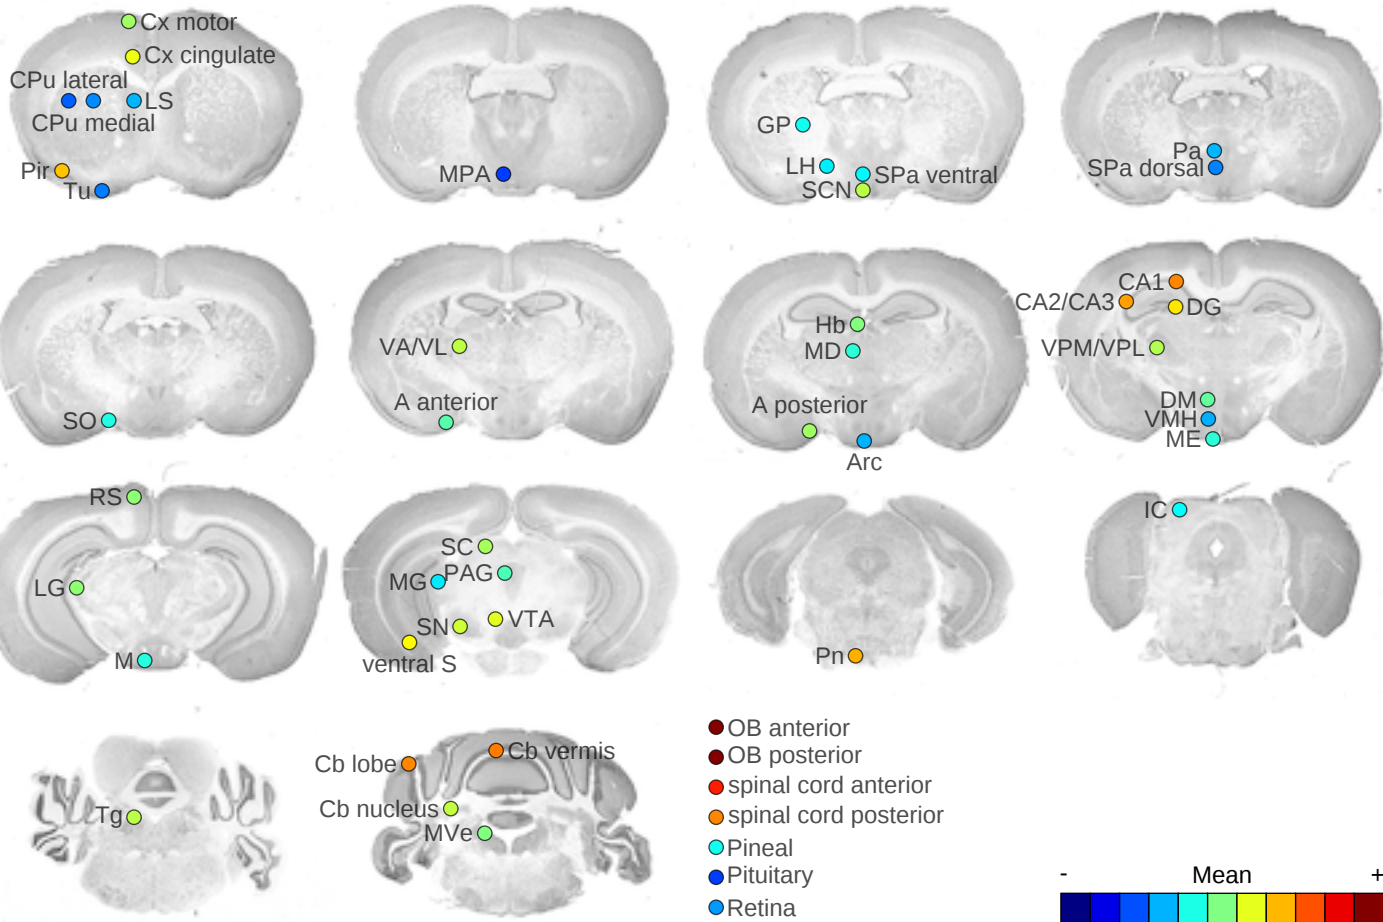 Cx motor
Cx cingulate
CPu lateral
LS
CPu medial
Pir
Tu
MPA
GP
LH
SPa ventral
SCN
Pa
SPa dorsal
SO
VA/VL
A anterior
Hb
MD
A posterior
Arc
CA1
CA2/CA3
DG
VPM/VPL
DM
VMH
ME
RS
LG
M
SC
MG
PAG
SN
VTA
ventral S
Pn
IC
Tg
Cb lobe
Cb vermis
Cb nucleus
MVe
OB anterior
OB posterior
spinal cord anterior
spinal cord posterior
Pineal
Pituitary
Retina
- Mean +